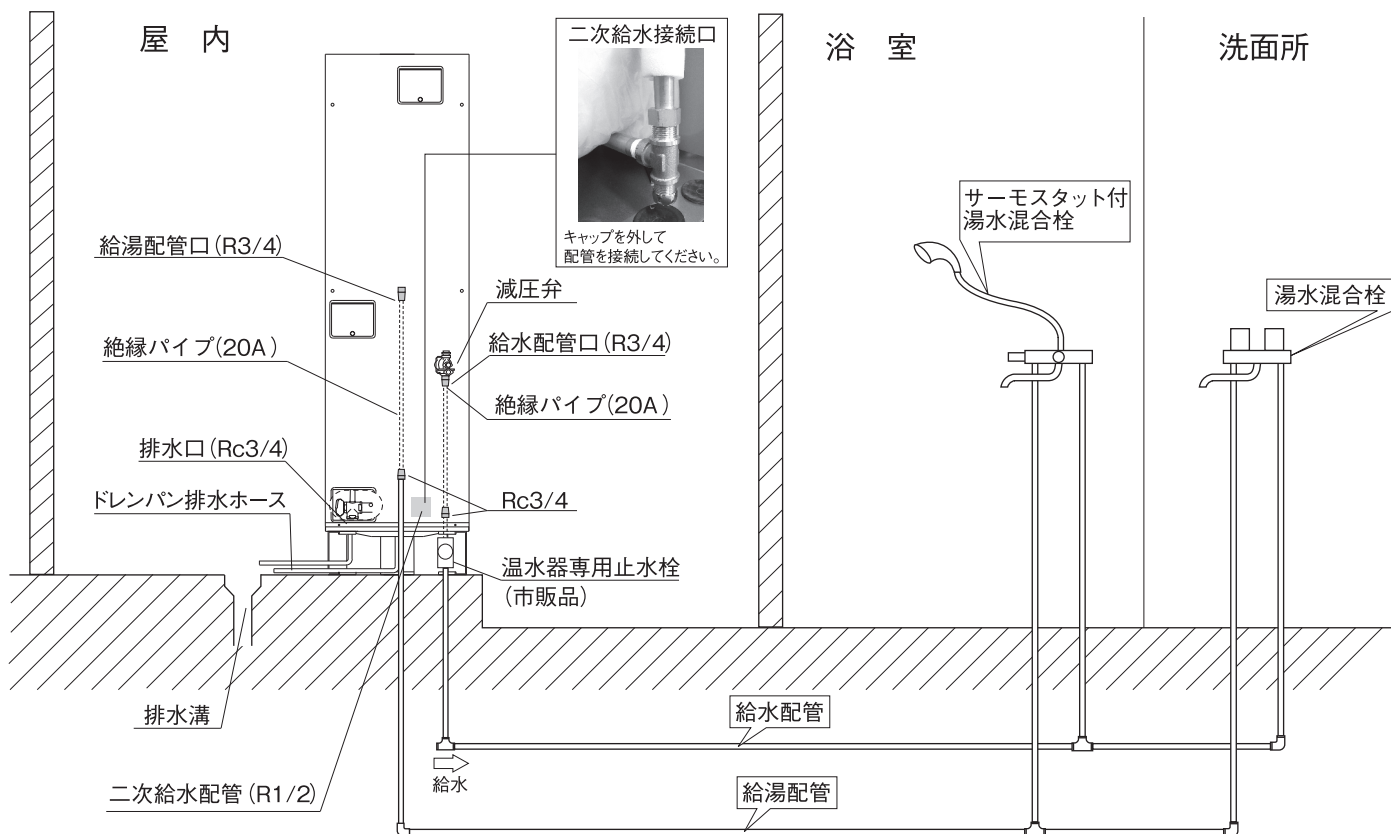 屋 内
二次給水接続口
キャップを外して
配管を接続してください。
浴 室
洗面所
サーモスタット付
湯水混合栓
湯水混合栓
給湯配管口(R3/4)
減圧弁
絶縁パイプ(20A)
給水配管口(R3/4)
絶縁パイプ(20A)
排水口(Rc3/4)
ドレンパン排水ホース
Rc3/4
温水器専用止水栓
(市販品)
排水溝
給水配管
給水
二次給水配管(R1/2)
給湯配管